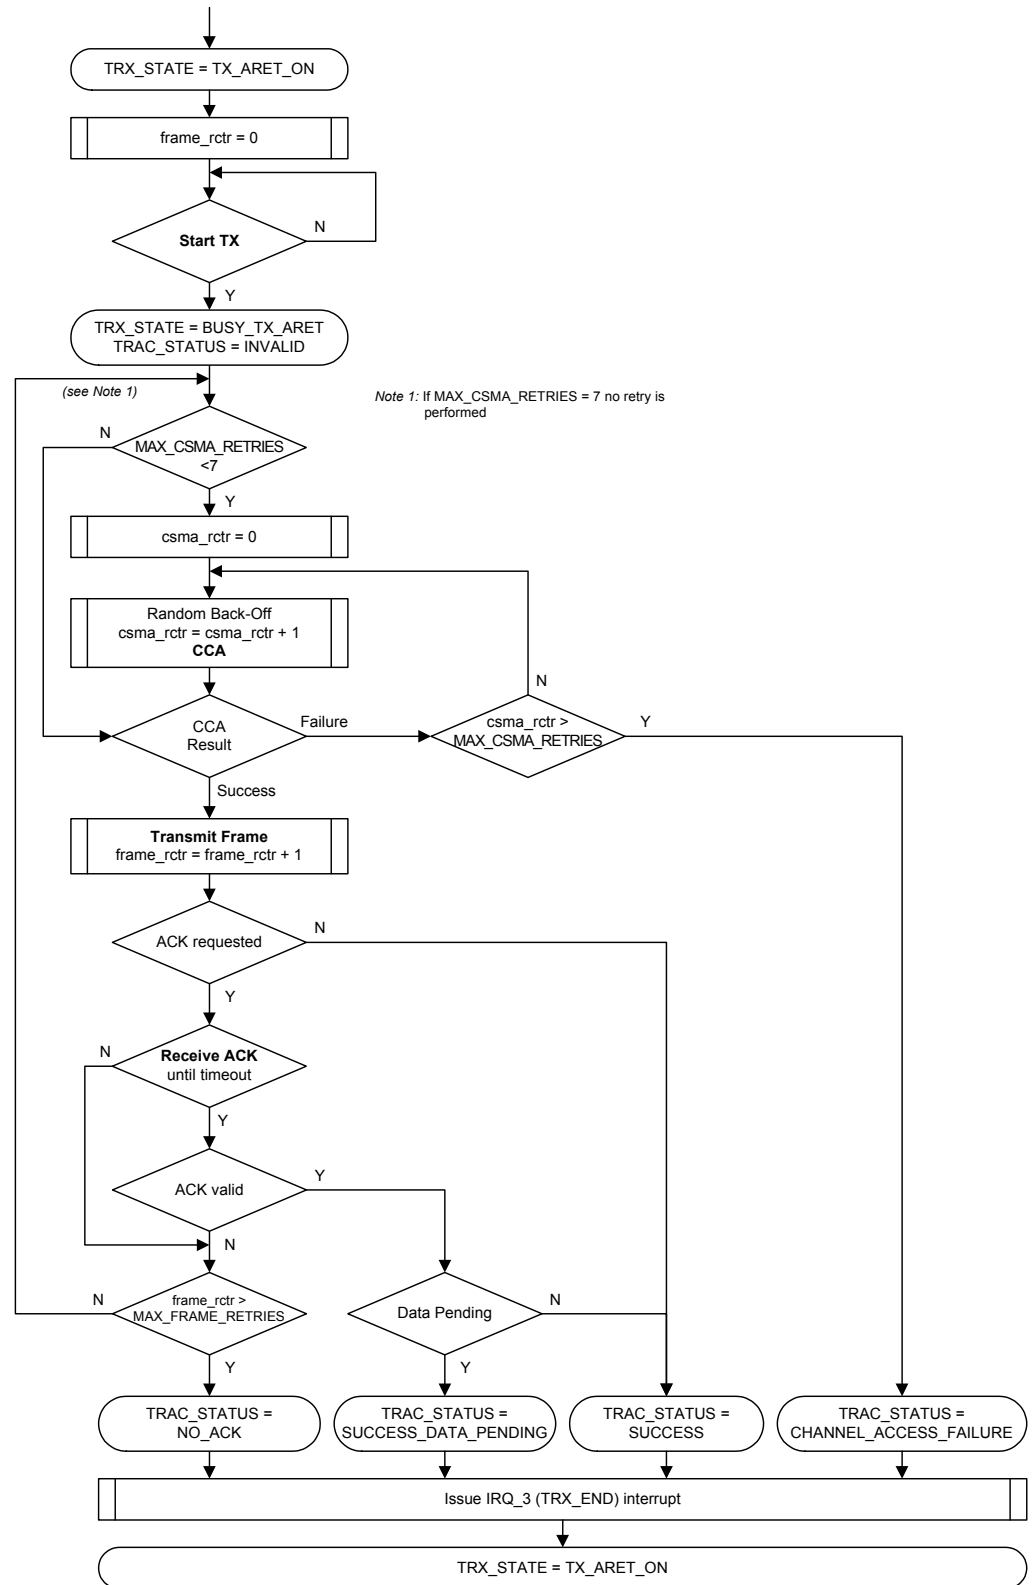 TRX_STATE = TX_ARET_ON
frame_rctr = 0
N
Start TX
Y
TRX_STATE = BUSY_TX_ARET
TRAC_STATUS = INVALID
(see Note 1)
Note 1: If MAX_CSMA_RETRIES = 7 no retry is
performed
N
MAX_CSMA_RETRIES
<7
Y
csma_rctr = 0
Random Back-Off
csma_rctr = csma_rctr + 1
CCA
N
CCA
Result
Failure
csma_rctr >
MAX_CSMA_RETRIES
Y
Success
Transmit Frame
frame_rctr = frame_rctr + 1
N
ACK requested
Y
N
Receive ACK
until timeout
Y
Y
ACK valid
N
N
frame_rctr >
MAX_FRAME_RETRIES
Data Pending
N
Y
Y
TRAC_STATUS =
NO_ACK
TRAC_STATUS =
SUCCESS_DATA_PENDING
TRAC_STATUS =
SUCCESS
TRAC_STATUS =
CHANNEL_ACCESS_FAILURE
Issue IRQ_3 (TRX_END) interrupt
TRX_STATE = TX_ARET_ON